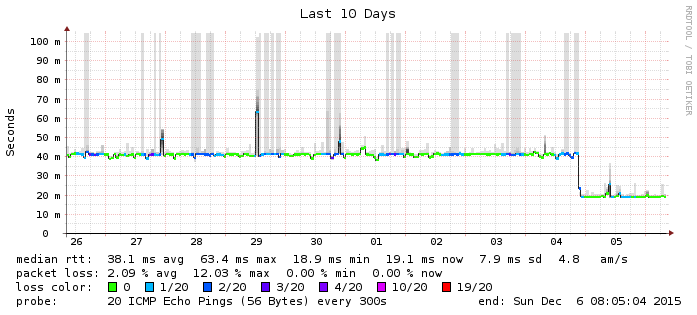 Last 10 Days
RRDTOOL / TOBI OETIKER
Seconds
100 m
90 m
80 m
70 m
60 m
50 m
40 m
30 m
20 m
10 m
0
26 27 28 29 30 01 02 03 04 05
median rtt: 38.1 ms avg 63.4 ms max 18.9 ms min 19.1 ms now 7.9 ms sd 4.8 am/s
packet loss: 2.09 % avg 12.03 % max 0.00 % min 0.00 % now
loss color: 0 1/20 2/20 3/20 4/20 10/20 19/20
probe: 20 ICMP Echo Pings (56 Bytes) every 300s end: Sun Dec 6 08:05:04 2015